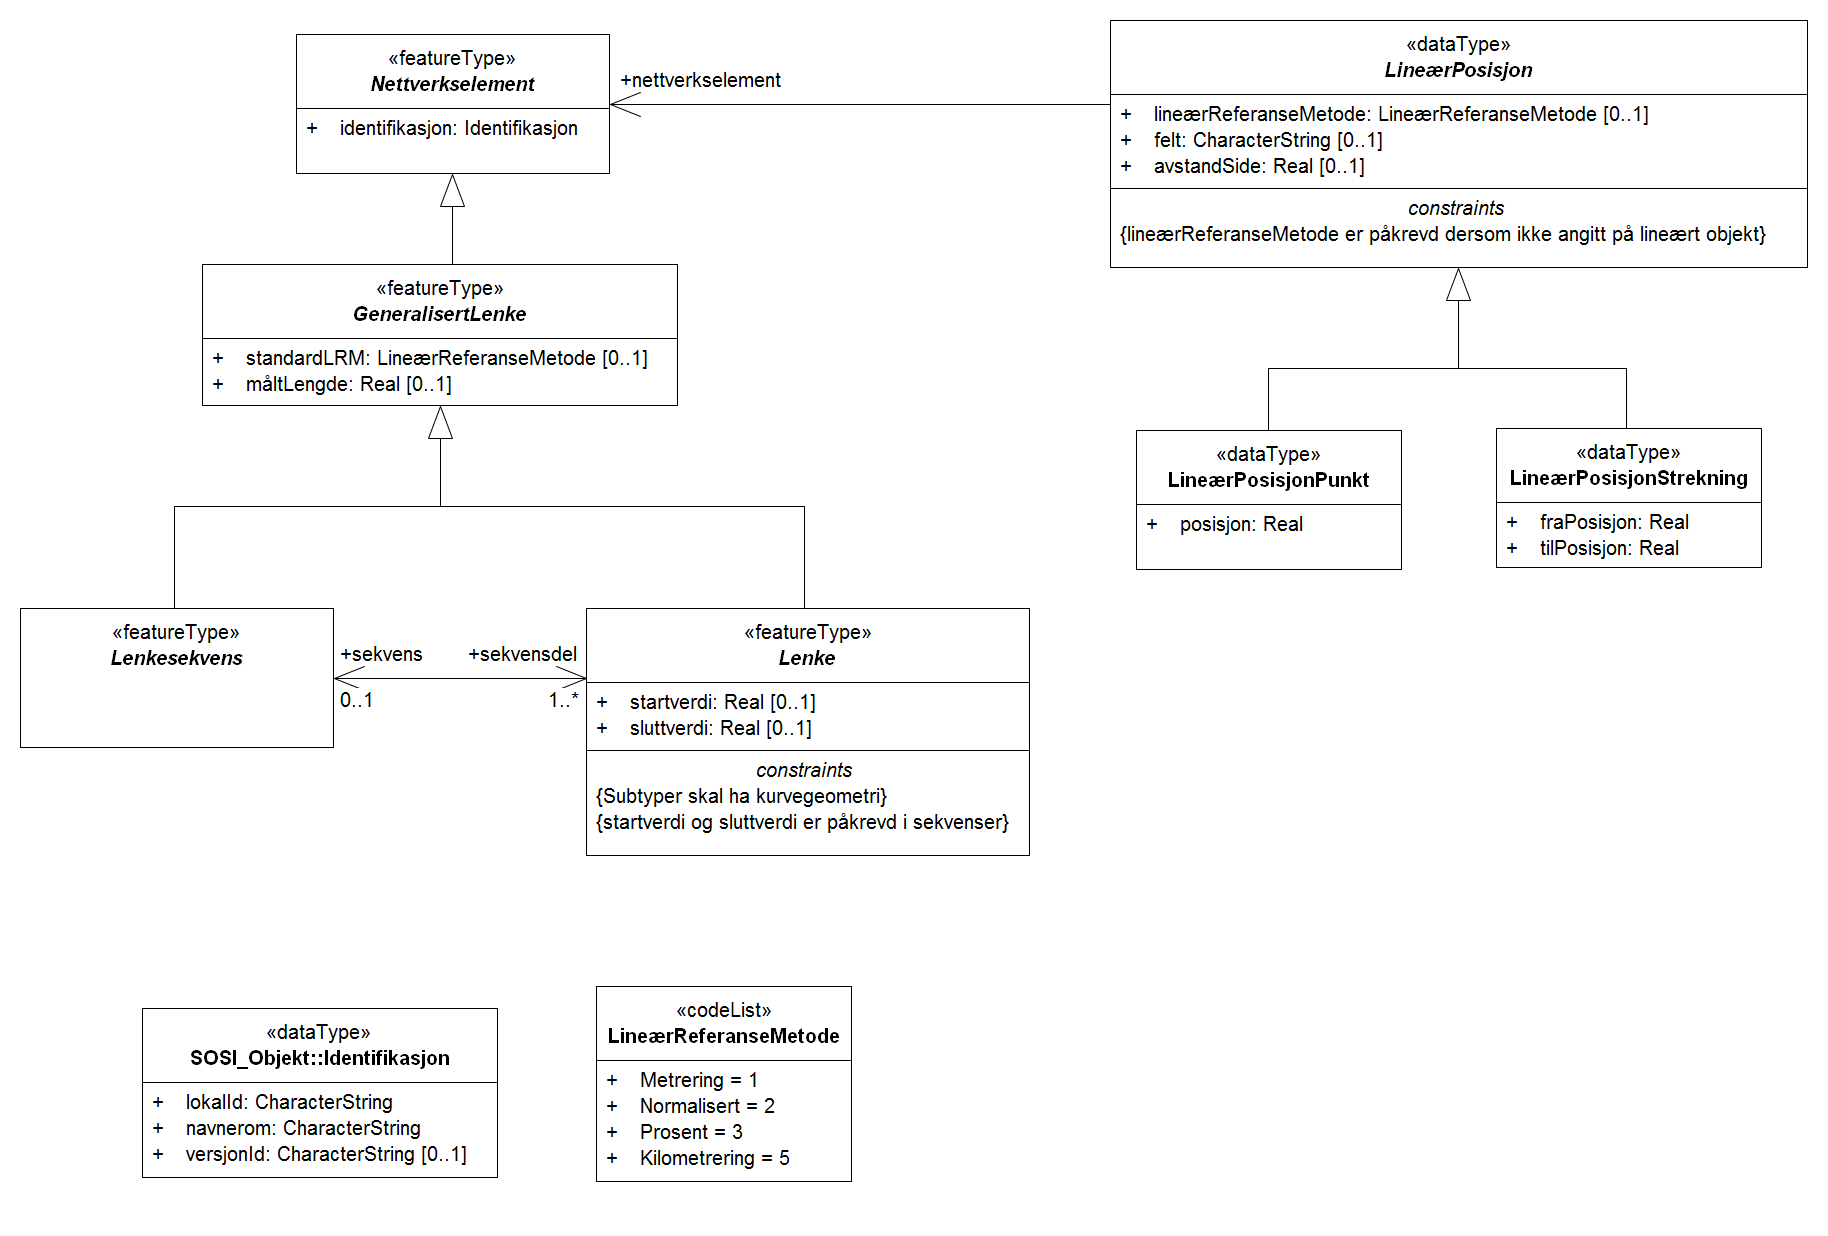 «featureType»
Nettverkselement
+ identifikasjon: Identifikasjon
+nettverkselement
«dataType»
LineærPosisjon
+ lineærReferanseMetode: LineærReferanseMetode [0..1]
+ felt: CharacterString [0..1]
+ avstandSide: Real [0..1]
constraints
{lineærReferanseMetode er påkrevd dersom ikke angitt på lineært objekt}
«featureType»
GeneralisertLenke
+ standardLRM: LineærReferanseMetode [0..1]
+ måltLengde: Real [0..1]
«dataType»
LineærPosisjonPunkt
+ posisjon: Real
«dataType»
LineærPosisjonStrekning
+ fraPosisjon: Real
+ tilPosisjon: Real
«featureType»
Lenkesekvens
+sekvens
0..1
+sekvensdel
1..*
«featureType»
Lenke
+ startverdi: Real [0..1]
+ sluttverdi: Real [0..1]
constraints
{Subtyper skal ha kurvegeometri}
{startverdi og sluttverdi er påkrevd i sekvenser}
«dataType»
SOSI_Objekt::Identifikasjon
+ lokalId: CharacterString
+ navnerom: CharacterString
+ versjonId: CharacterString [0..1]
«codeList»
LineærReferanseMetode
+ Metrering = 1
+ Normalisert = 2
+ Prosent = 3
+ Kilometrering = 5